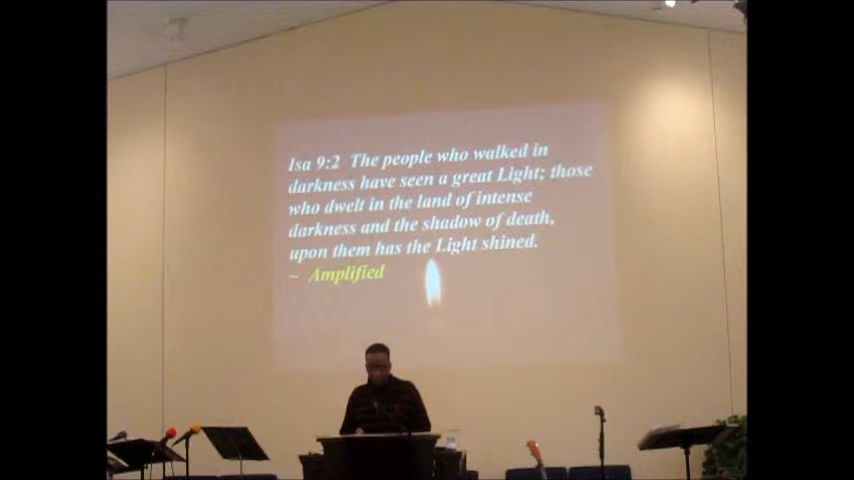 Isa 9:2 The people who walked in
darkness have seen a great Light; those
who dwelt in the land of intense
darkness and the shadow of death,
upon them has the Light shined.
~ Amplified